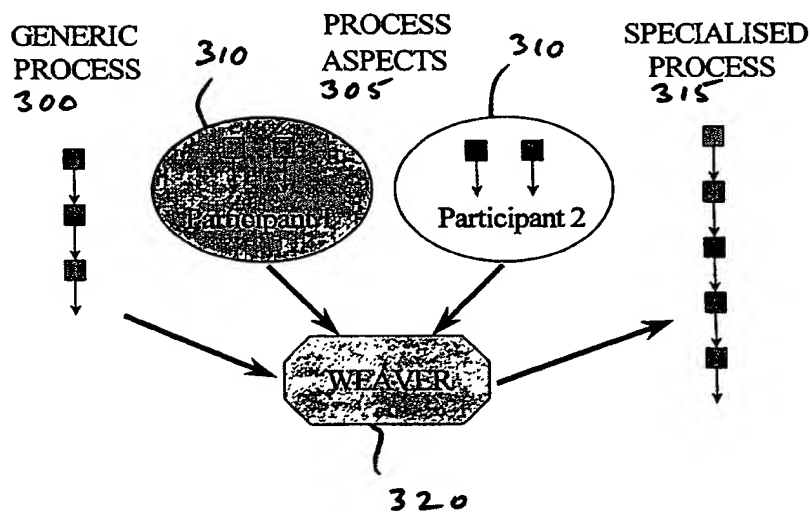 GENERIC
PROCESS
300
310
PROCESS
ASPECTS
305
310
SPECIALISED
PROCESS
315
Participant 1
Participant 2
WEAVER
320